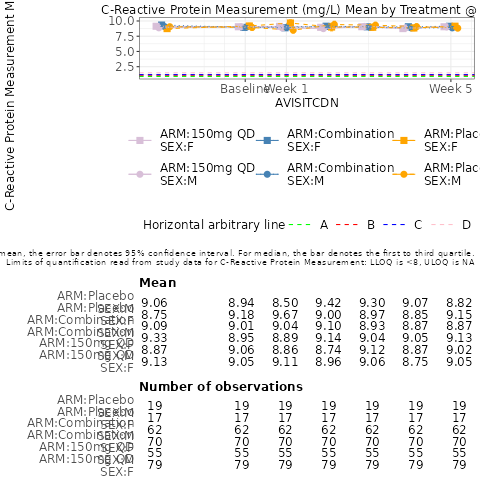 C-Reactive Protein Measurement (mg/L) Mean by Treatment @
C-Reactive Protein Measurement M
10.0
7.5
5.0
2.5
Baseline Week 1 Week 5
AVISITCDN
ARM:150mg QD SEX:F
ARM:Combination SEX:F
ARM:Plac SEX:F
ARM:150mg QD SEX:M
ARM:Combination SEX:M
ARM:Plac SEX:M
Horizontal arbitrary line A B C D
mean, the error bar denotes 95% confidence interval. For median, the bar denotes the first to third quartile.
Limits of quantification read from study data for C-Reactive Protein Measurement: LLOQ is <8, ULOQ is NA
Mean
ARM:Placebo SEX:M 9.06 8.94 8.50 9.42 9.30 9.07 8.82
ARM:Placebo SEX:F 8.75 9.18 9.67 9.00 8.97 8.85 9.15
ARM:Combination SEX:M 9.09 9.01 9.04 9.10 8.93 8.87 8.87
ARM:Combination SEX:F 9.33 8.95 8.89 9.14 9.04 9.05 9.13
ARM:150mg QD SEX:M 8.87 9.06 8.86 8.74 9.12 8.87 9.02
ARM:150mg QD SEX:F 9.13 9.05 9.11 8.96 9.06 8.75 9.05
Number of observations
ARM:Placebo SEX:M 19 19 19 19 19 19 19
ARM:Placebo SEX:F 17 17 17 17 17 17 17
ARM:Combination SEX:M 62 62 62 62 62 62 62
ARM:Combination SEX:F 70 70 70 70 70 70 70
ARM:150mg QD SEX:M 55 55 55 55 55 55 55
ARM:150mg QD SEX:F 79 79 79 79 79 79 79